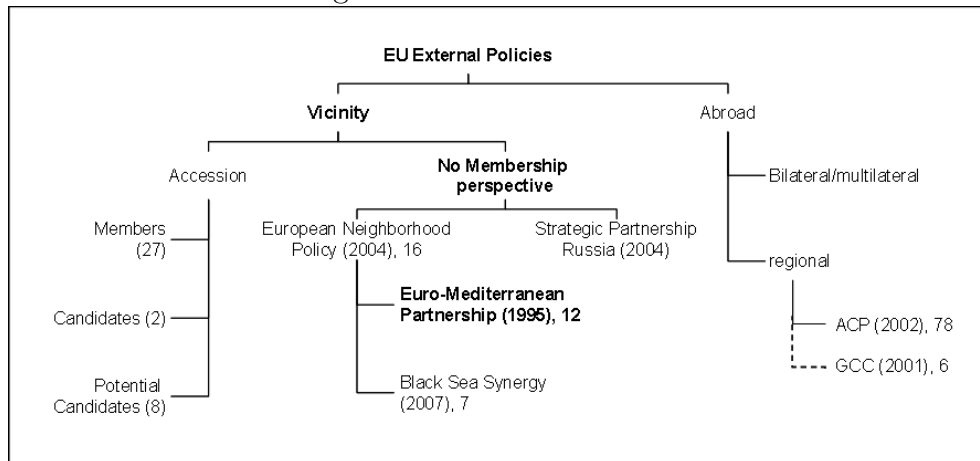 EU External Policies
Vicinity
Abroad
Accession
No Membership
perspective
Bilateral/multilateral
Members
(27)
European Neighborhood
Policy (2004), 16
Strategic Partnership
Russia (2004)
regional
Euro-Mediterranean
Partnership (1995), 12
Candidates (2)
ACP (2002), 78
GCC (2001), 6
Potential
Candidates (8)
Black Sea Synergy
(2007), 7